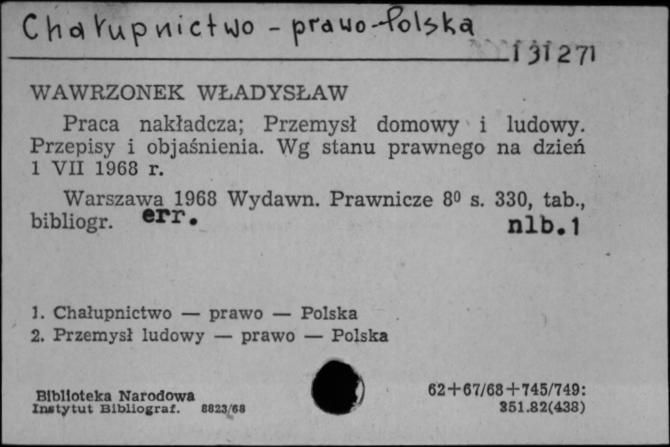 Chałupnictwo - prawo-Polska
131271
WAWRZONEK WŁADYSŁAW
Praca nakładcza; Przemysł domowy i ludowy.
Przepisy i objaśnienia. Wg stanu prawnego na dzień
1 VII 1968 r.
Warszawa 1968 Wydawn. Prawnicze 8⁰ s. 330, tab.,
bibliogr. err. nlb.1
1. Chałupnictwo — prawo — Polska
2. Przemysł ludowy — prawo — Polska
Biblioteka Narodowa 62+67/68+745/749:
Instytut Bibliograf. 8823/68 351.82(438)